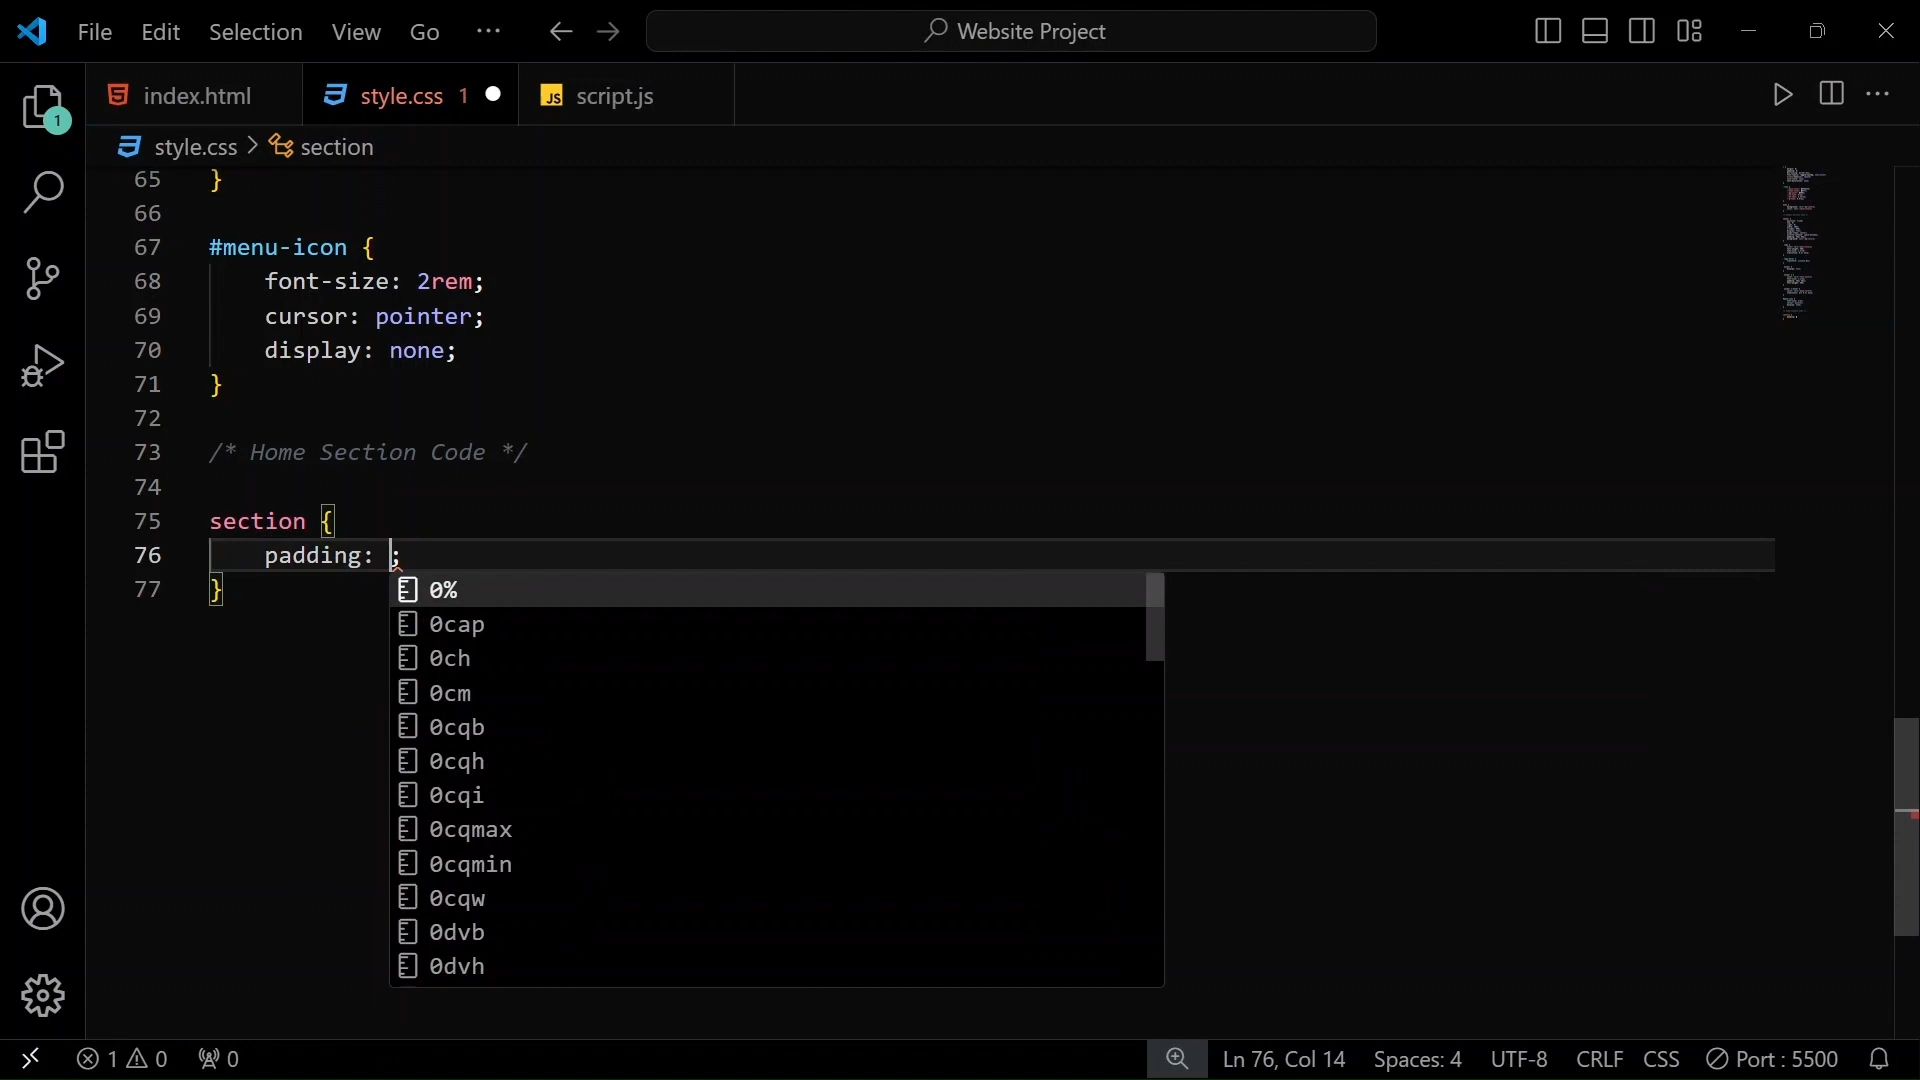 File Edit Selection View Go ··· Website Project
index.html style.css 1 JS script.js
1
style.css > section
65 }
66
67 #menu-icon {
68 font-size: 2rem;
69 cursor: pointer;
70 display: none;
71 }
72
73 /* Home Section Code */
74
75 section {
76 padding: ;
77 }
0%
0cap
0ch
0cm
0cqb
0cqh
0cqi
0cqmax
0cqmin
0cqw
0dvb
0dvh
1 0 0 Ln 76, Col 14 Spaces: 4 UTF-8 CRLF CSS Port : 5500